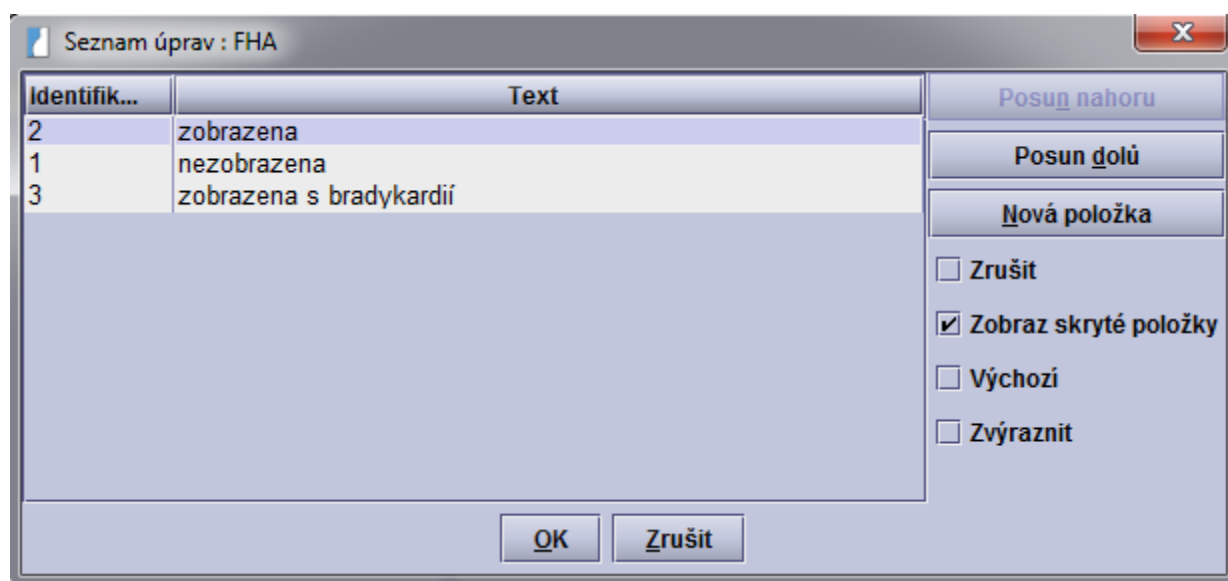 Seznam úprav : FHA
Identifik... Text
2 zobrazena
1 nezobrazena
3 zobrazena s bradykardií
Posun nahoru
Posun dolů
Nová položka
Zrušit
Zobraz skryté položky
Výchozí
Zvýraznit
OK Zrušit